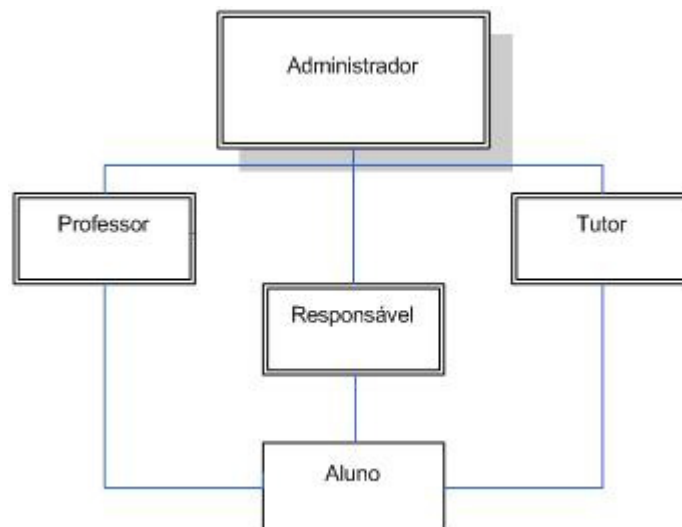 Administrador
Professor
Tutor
Responsável
Aluno